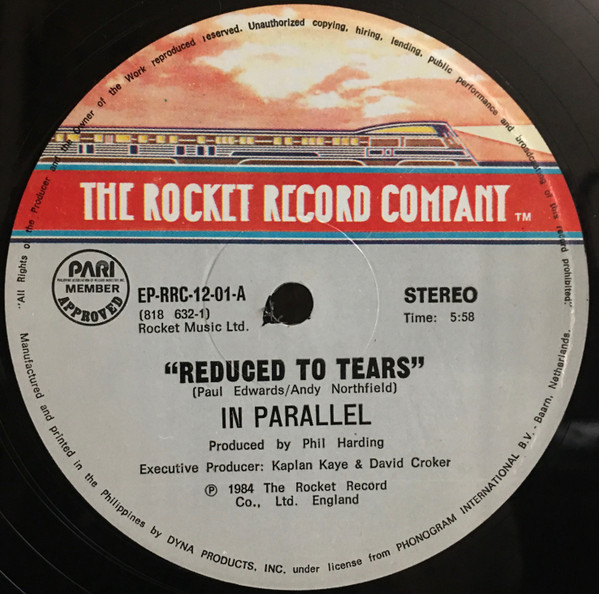 "All Rights of the Producer and the Owner of the Work reproduced reserved. Unauthorized copying, hiring, lending, public performance and broadcasting of this record prohibited."
THE ROCKET RECORD COMPANY TM
PARI
MEMBER
APPROVED
EP-RRC-12-01-A
(818 632-1)
Rocket Music Ltd.
STEREO
Time: 5:58
"REDUCED TO TEARS"
(Paul Edwards/Andy Northfield)
IN PARALLEL
Produced by Phil Harding
Executive Producer: Kaplan Kaye & David Croker
℗ 1984 The Rocket Record
Co., Ltd. England
Manufactured and printed in the Philippines by DYNA PRODUCTS, INC. under license from PHONOGRAM INTERNATIONAL B.V. - Baarn, Netherlands.